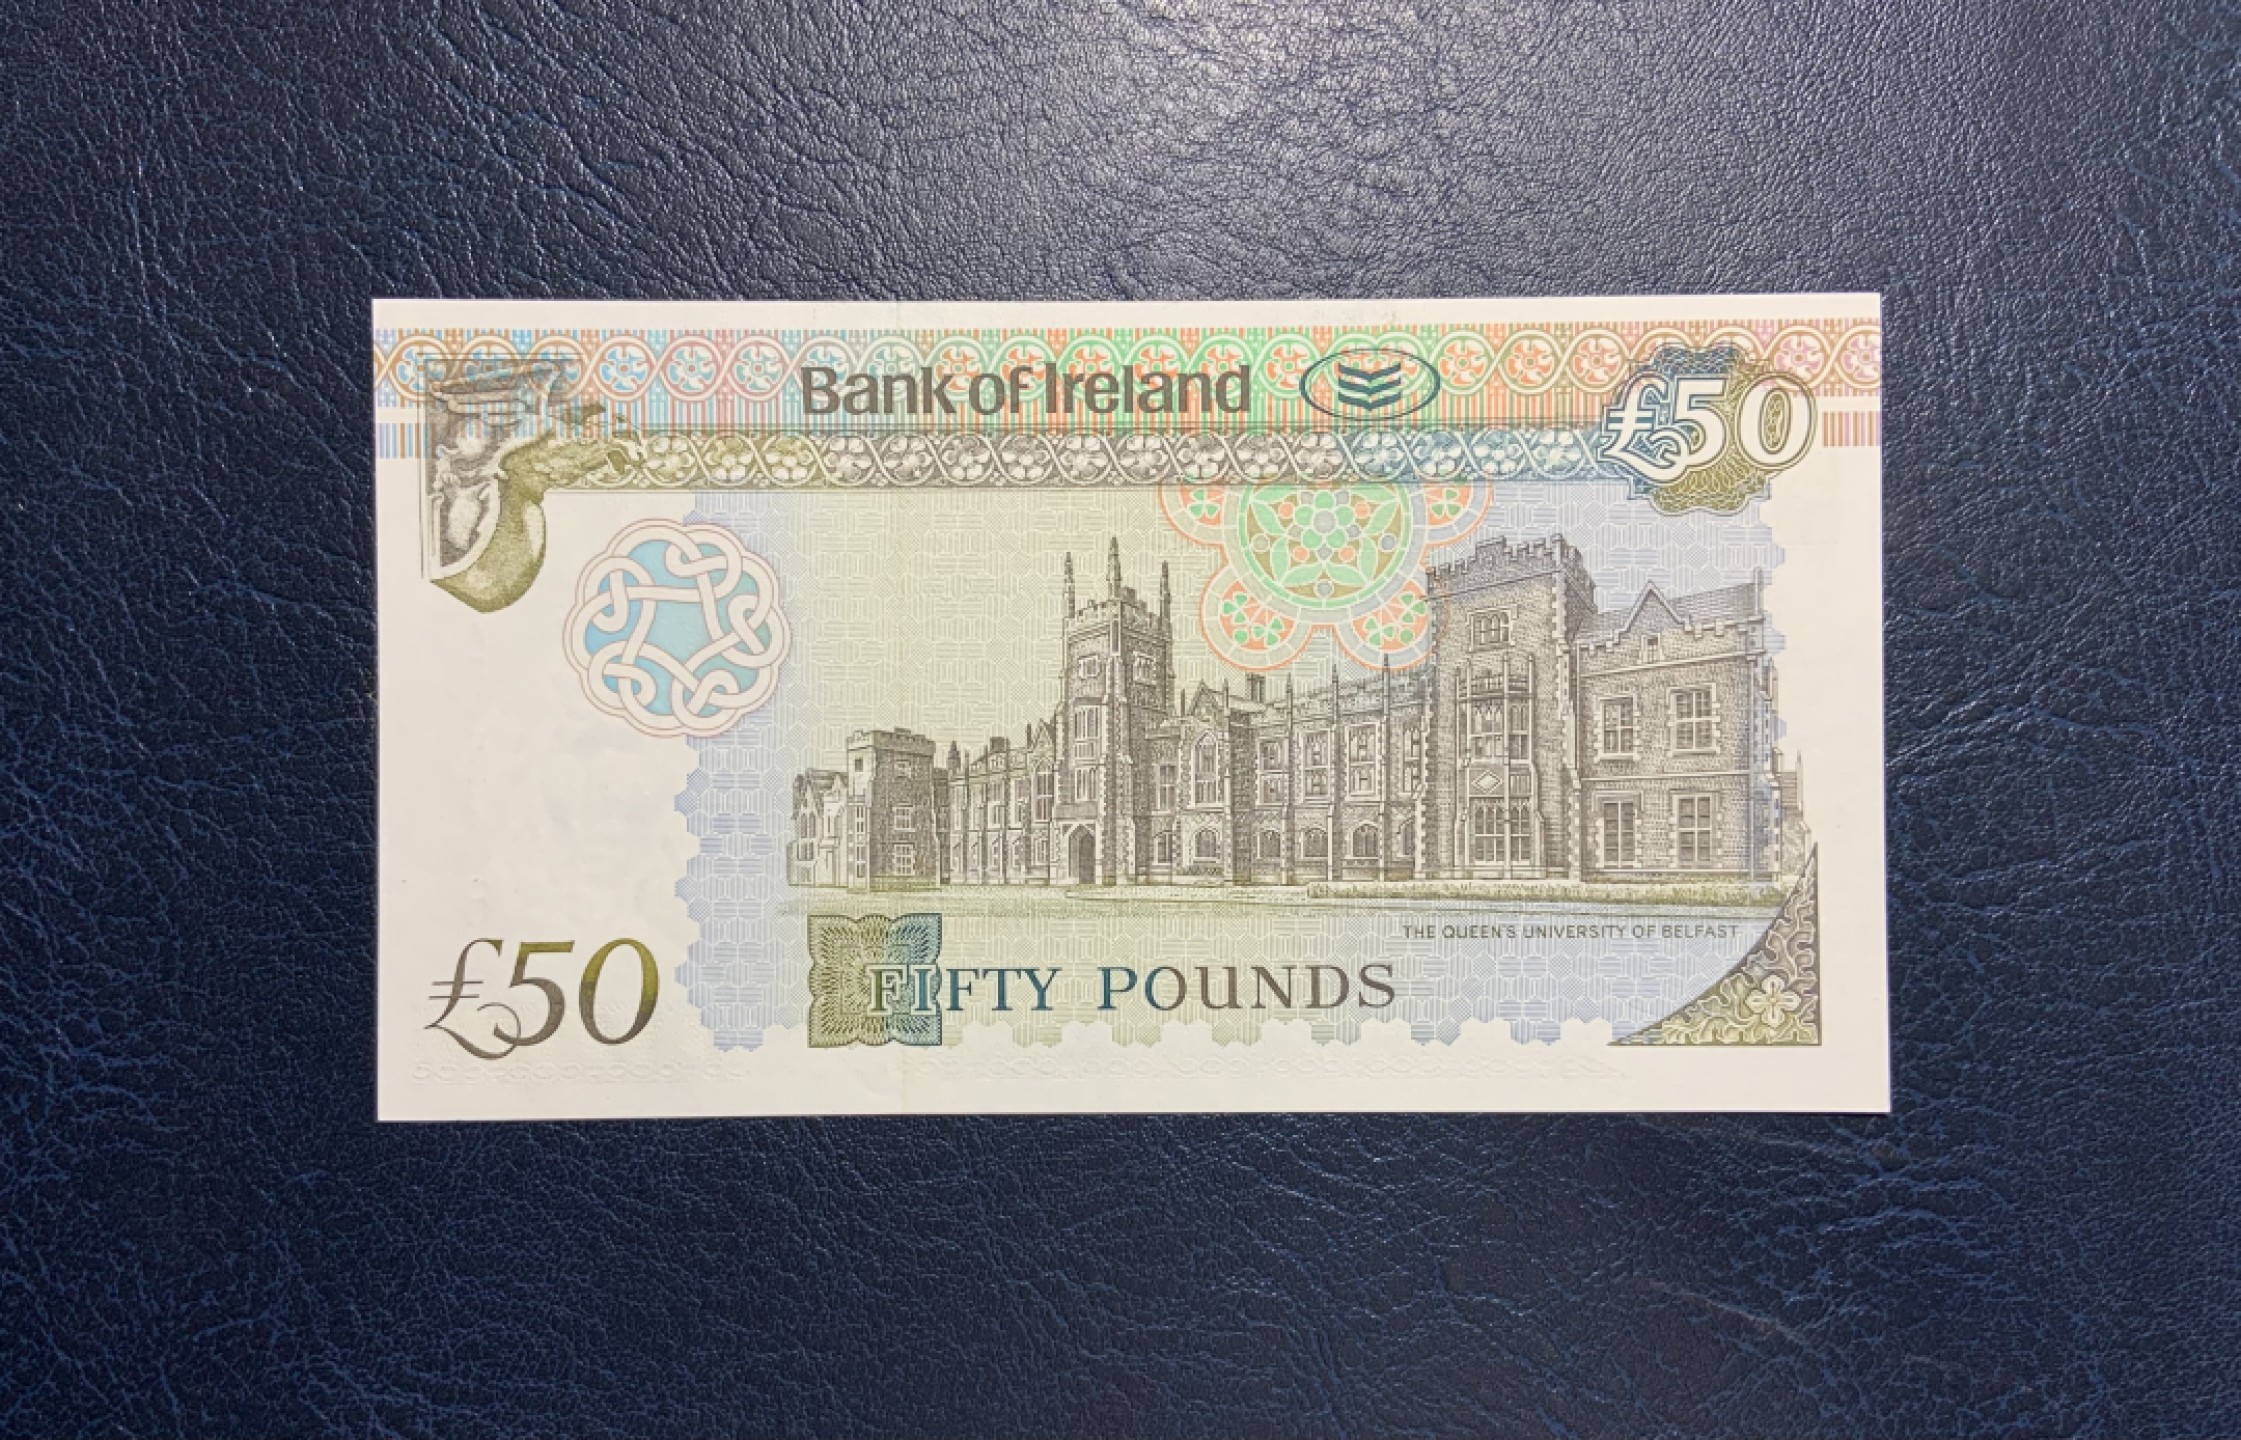 Bank of Ireland
£50
THE QUEEN'S UNIVERSITY OF BELFAST
£50
FIFTY POUNDS